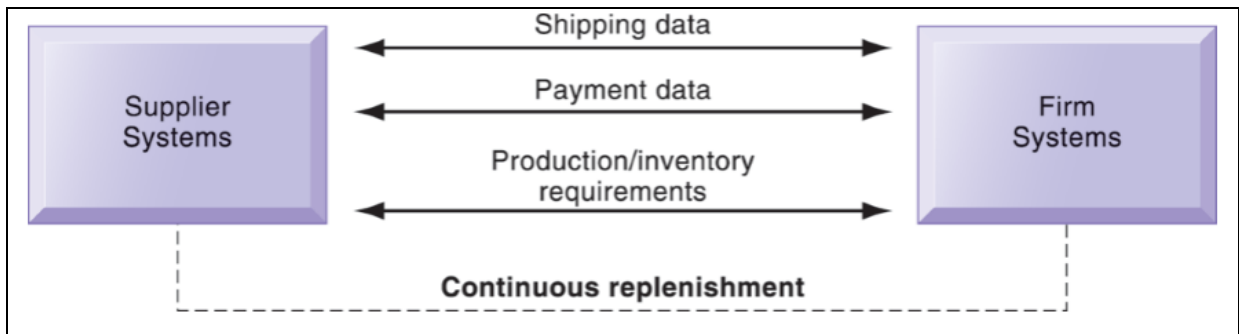 Shipping data
Supplier
Systems
Payment data
Firm
Systems
Production/inventory
requirements
Continuous replenishment